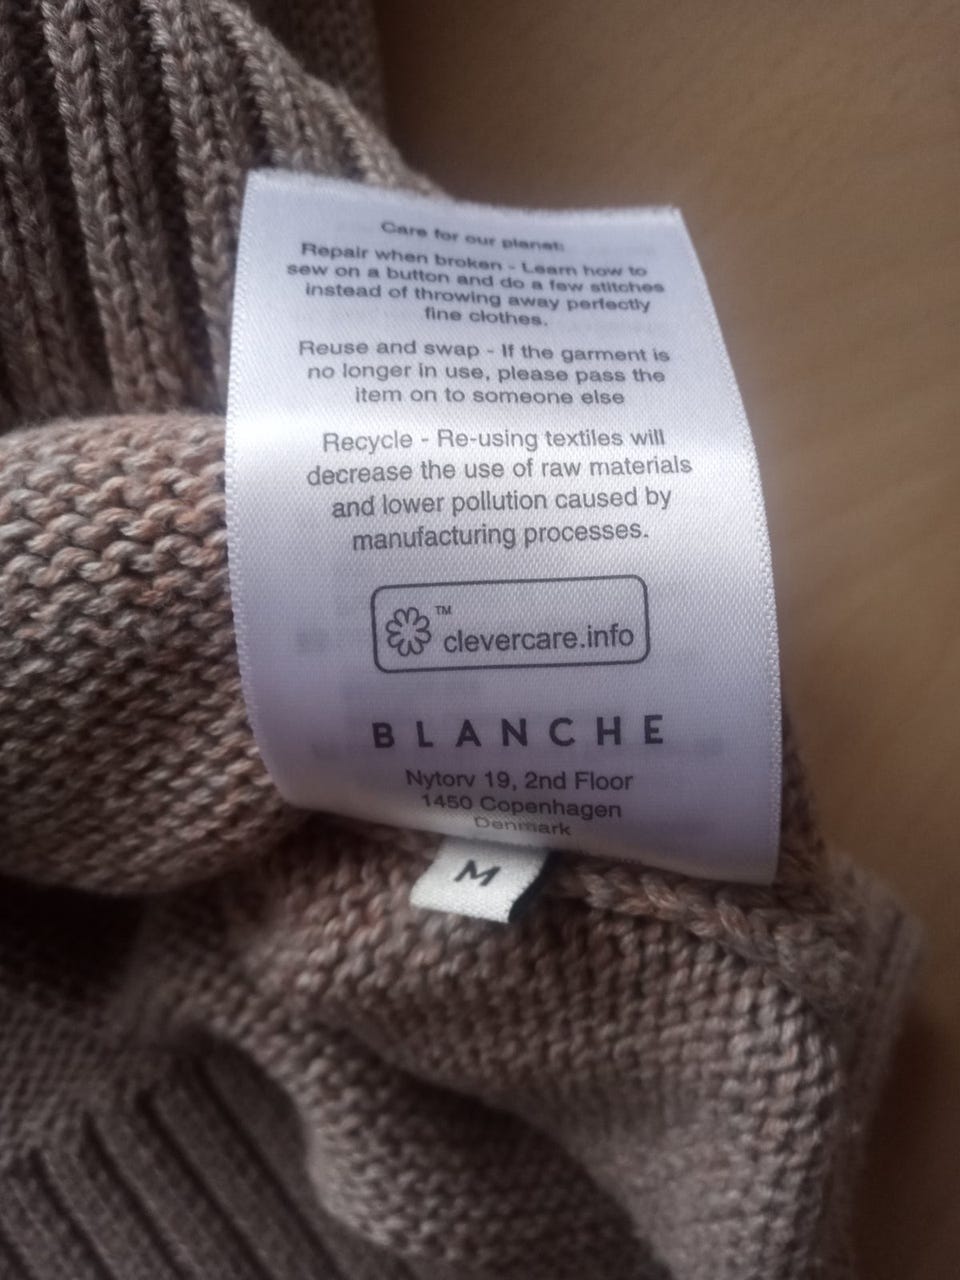 Care for our planet:
Repair when broken - Learn how to
sew on a button and do a few stitches
instead of throwing away perfectly
fine clothes.
Reuse and swap - If the garment is
no longer in use, please pass the
item on to someone else
Recycle - Re-using textiles will
decrease the use of raw materials
and lower pollution caused by
manufacturing processes.
™
clevercare.info
BLANCHE
Nytorv 19, 2nd Floor
1450 Copenhagen
Denmark
M